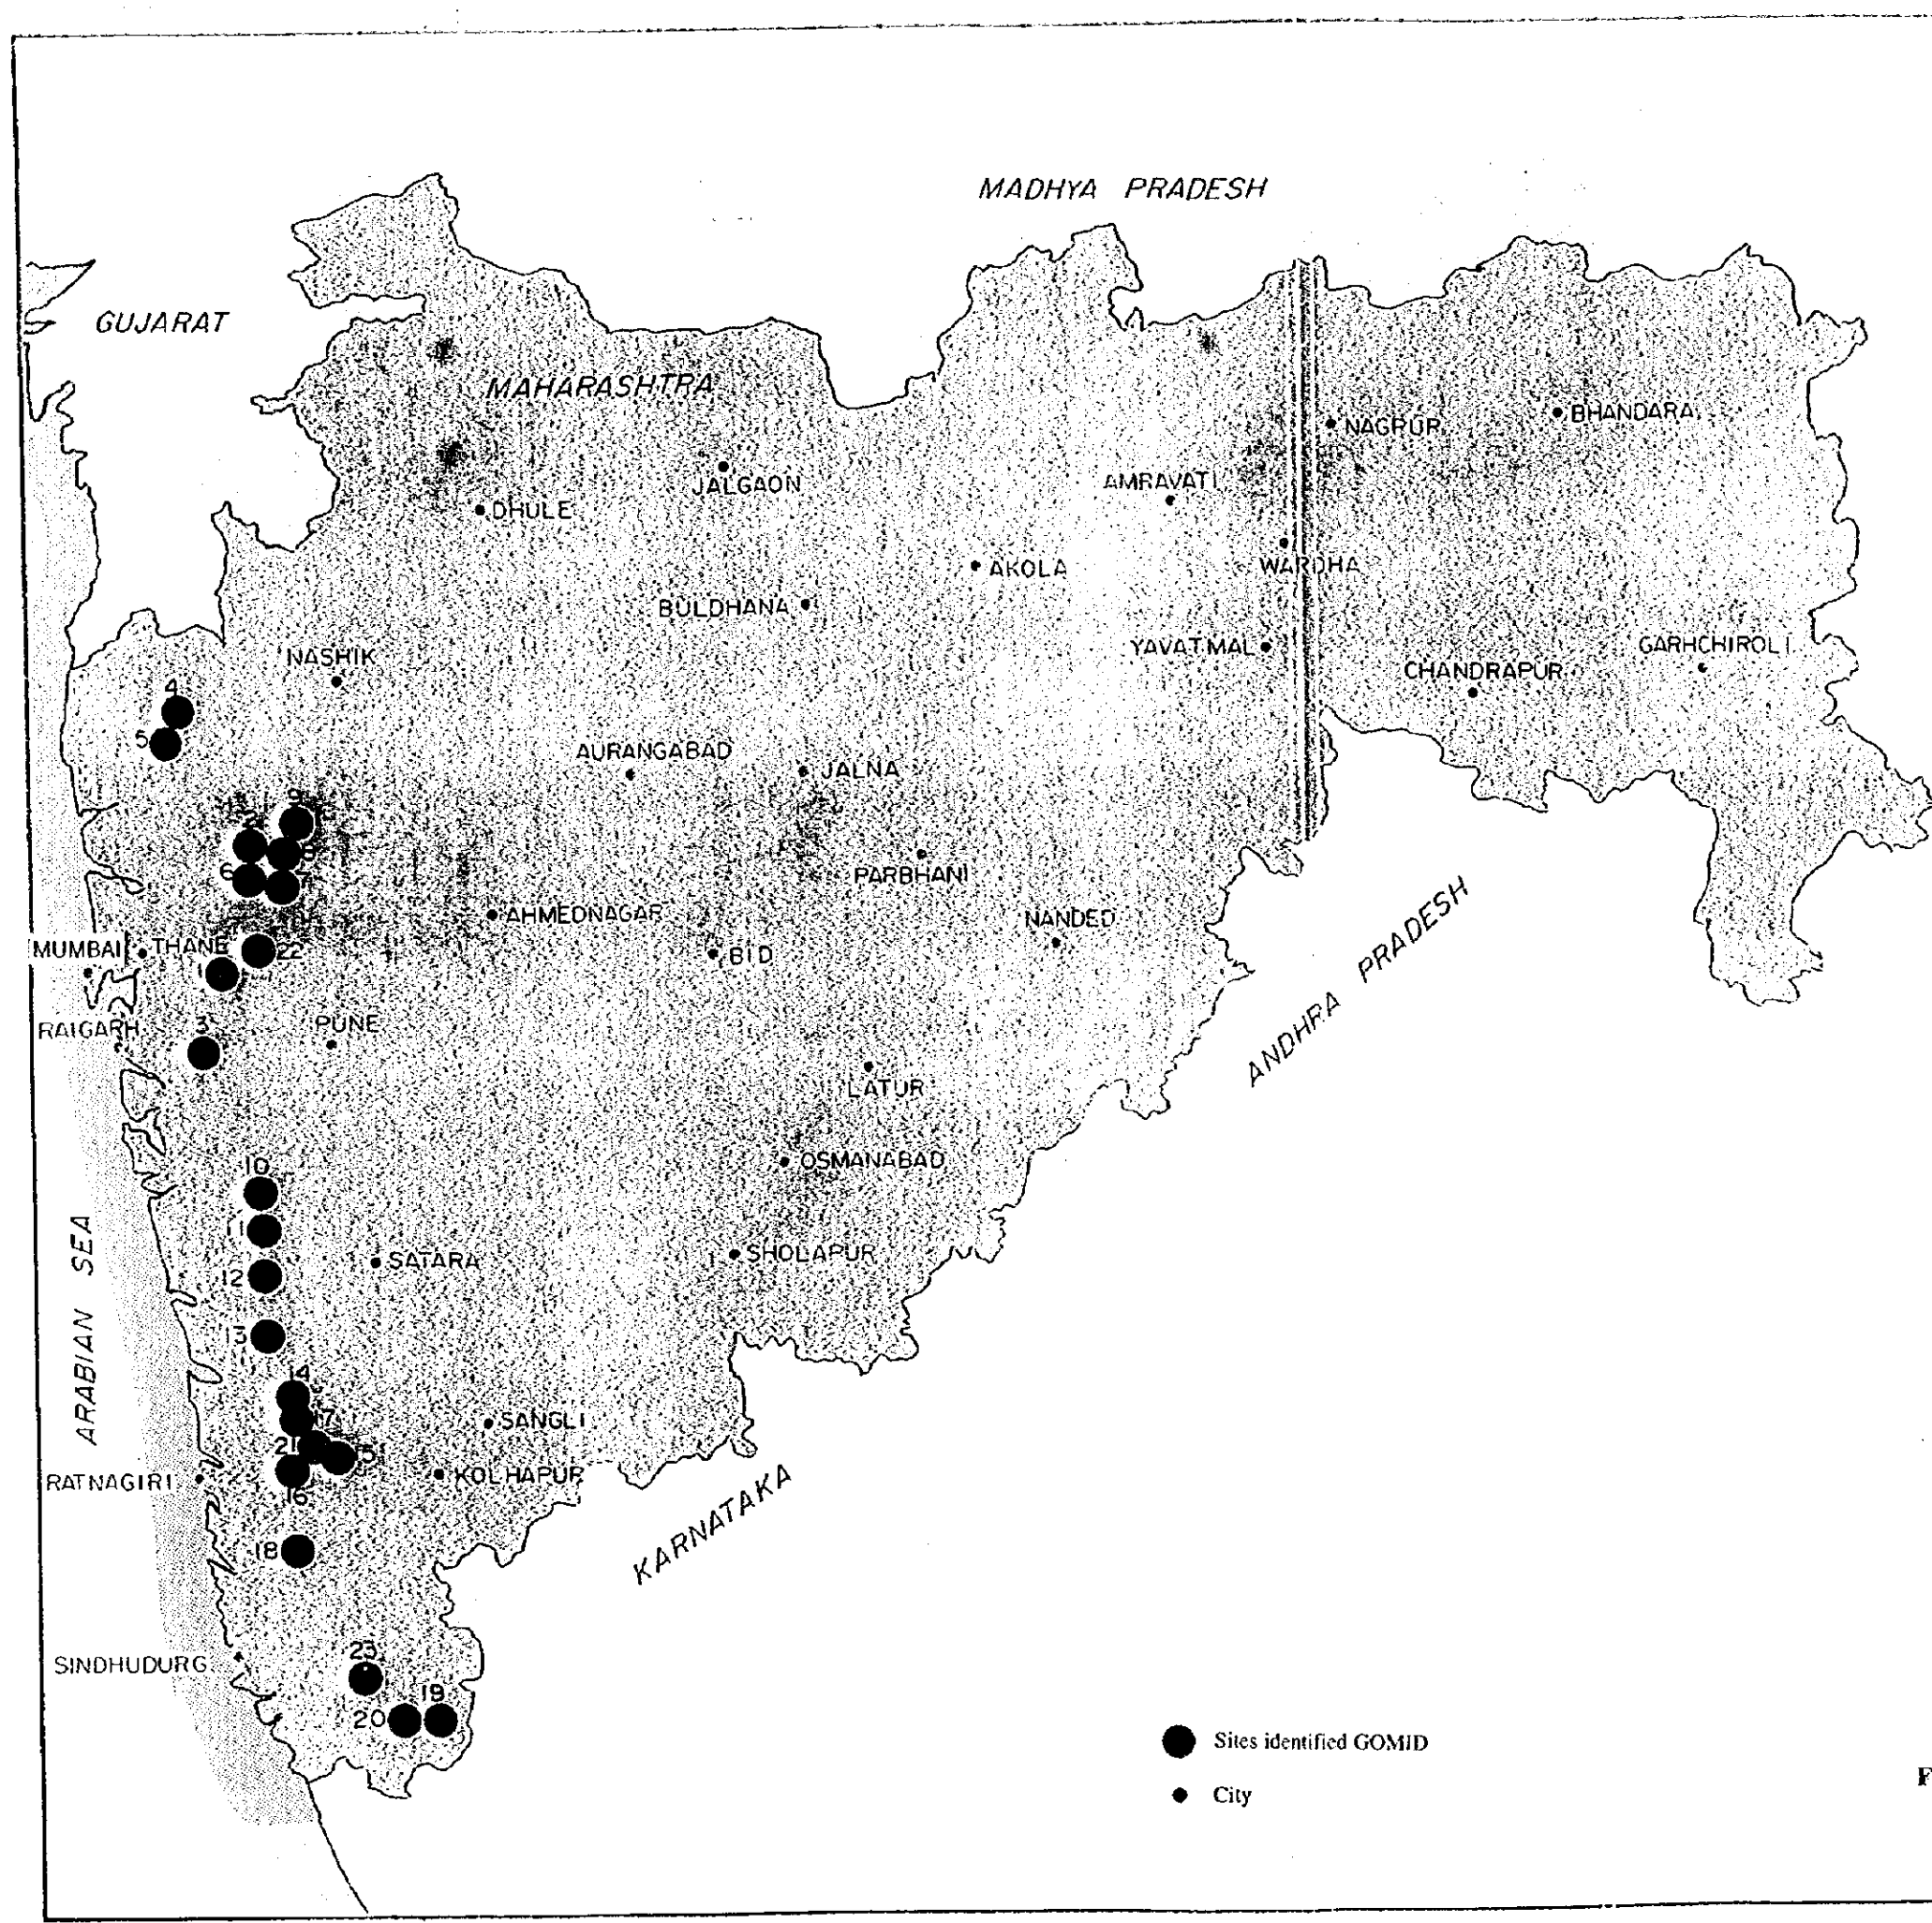 MADHYA PRADESH
GUJARAT
MAHARASHTRA
BHANDARA
NAGPUR
JALGAON
AMRAVATI
DHULE
AKOLA
WARDHA
BULDHANA
NASHIK
YAVATMAL
GARHCHIROLI
CHANDRAPUR
4
5
AURANGABAD
JALNA
9
2
8
6
7
PARBHANI
AHMEDNAGAR
NANDED
MUMBAI
THANE
22
BID
1
ANDHRA PRADESH
RAIGARH
3
PUNE
LATUR
10
OSMANABAD
11
ARABIAN SEA
SATARA
SHOLAPUR
12
13
14
17
SANGLI
21
15
RATNAGIRI
KOLHAPUR
16
KARNATAKA
18
SINDHUDURG
23
19
20
Sites identified GOMID
City
F